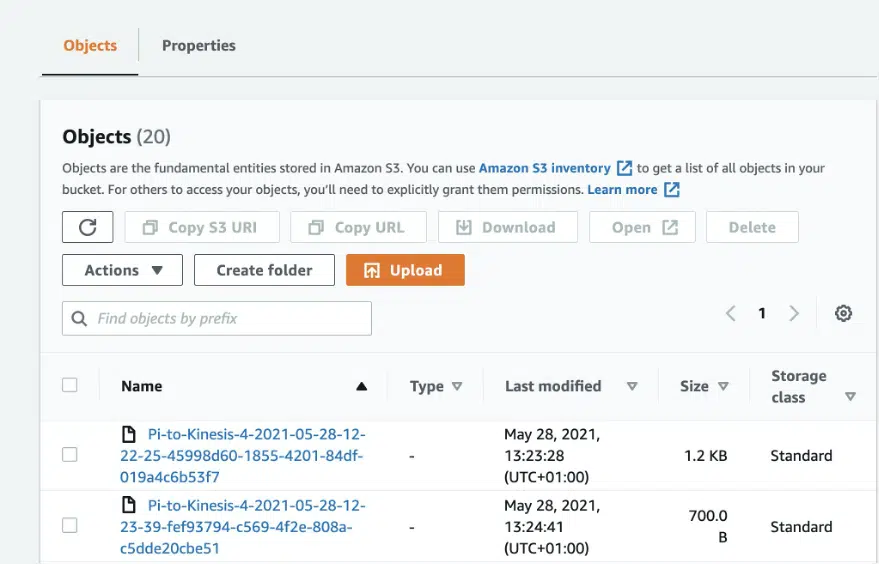 Objects Properties
Objects (20)
Objects are the fundamental entities stored in Amazon S3. You can use Amazon S3 inventory to get a list of all objects in your
bucket. For others to access your objects, you'll need to explicitly grant them permissions. Learn more
Copy S3 URI Copy URL Download Open Delete
Actions Create folder Upload
Find objects by prefix 1
Name Type Last modified Size Storage class
Pi-to-Kinesis-4-2021-05-28-12-
22-25-45998d60-1855-4201-84df-
019a4c6b53f7
-
May 28, 2021,
13:23:28
(UTC+01:00)
1.2 KB
Standard
Pi-to-Kinesis-4-2021-05-28-12-
23-39-fef93794-c569-4f2e-808a-
c5dde20cbe51
-
May 28, 2021,
13:24:41
(UTC+01:00)
700.0
B
Standard